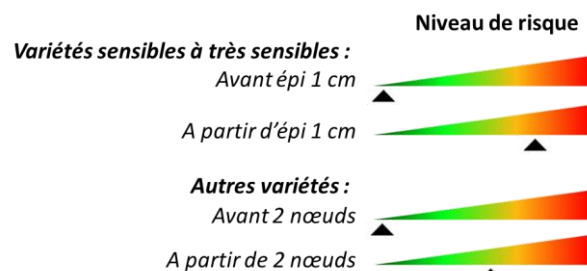 Niveau de risque
Variétés sensibles à très sensibles :
Avant épi 1 cm
A partir d'épi 1 cm
Autres variétés :
Avant 2 nœuds
A partir de 2 nœuds